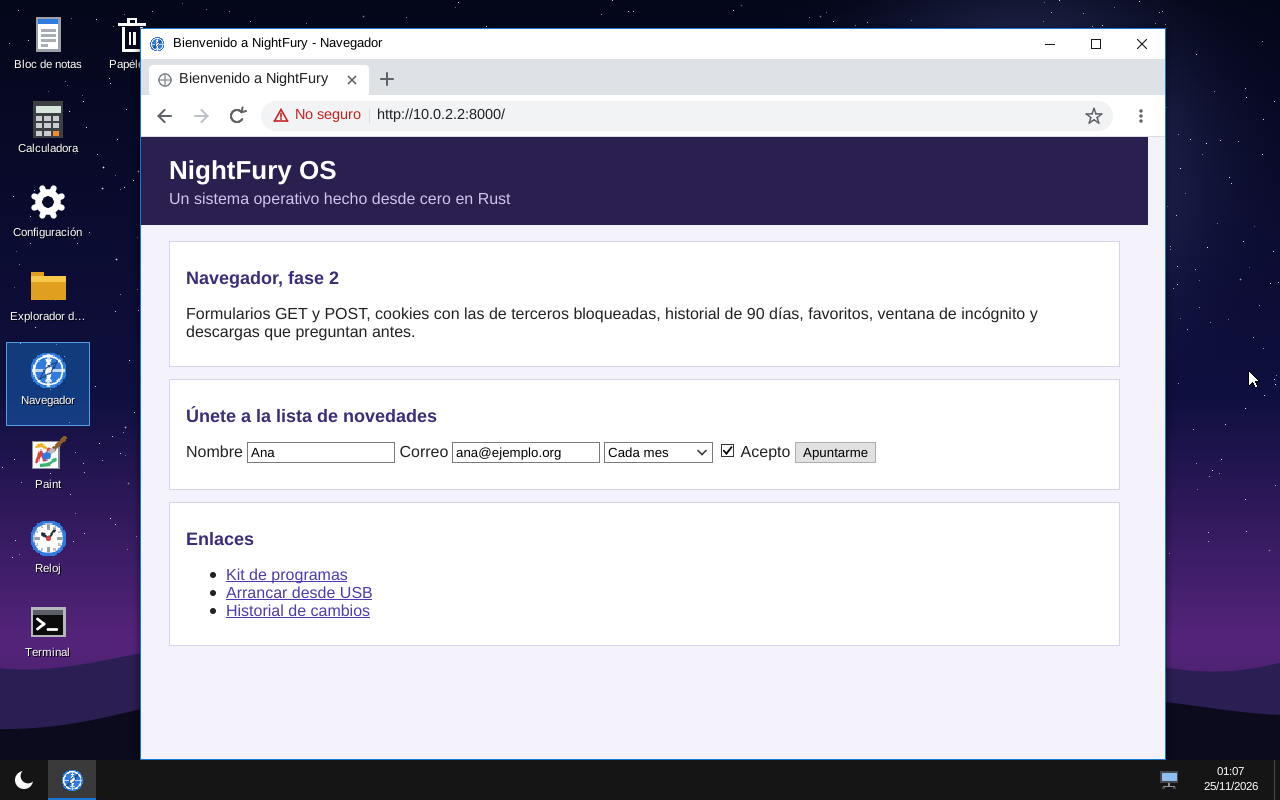 Bloc de notas
Calculadora
Configuración
Explorador d...
Navegador
Paint
Reloj
Terminal
Bienvenido a NightFury - Navegador
Bienvenido a NightFury
No seguro
http://10.0.2.2:8000/
NightFury OS
Un sistema operativo hecho desde cero en Rust
Navegador, fase 2
Formularios GET y POST, cookies con las de terceros bloqueadas, historial de 90 días, favoritos, ventana de incógnito y
descargas que preguntan antes.
Únete a la lista de novedades
Nombre Ana Correo ana@ejemplo.org Cada mes Acepto Apuntarme
Enlaces
Kit de programas
Arrancar desde USB
Historial de cambios
01:07
25/11/2026